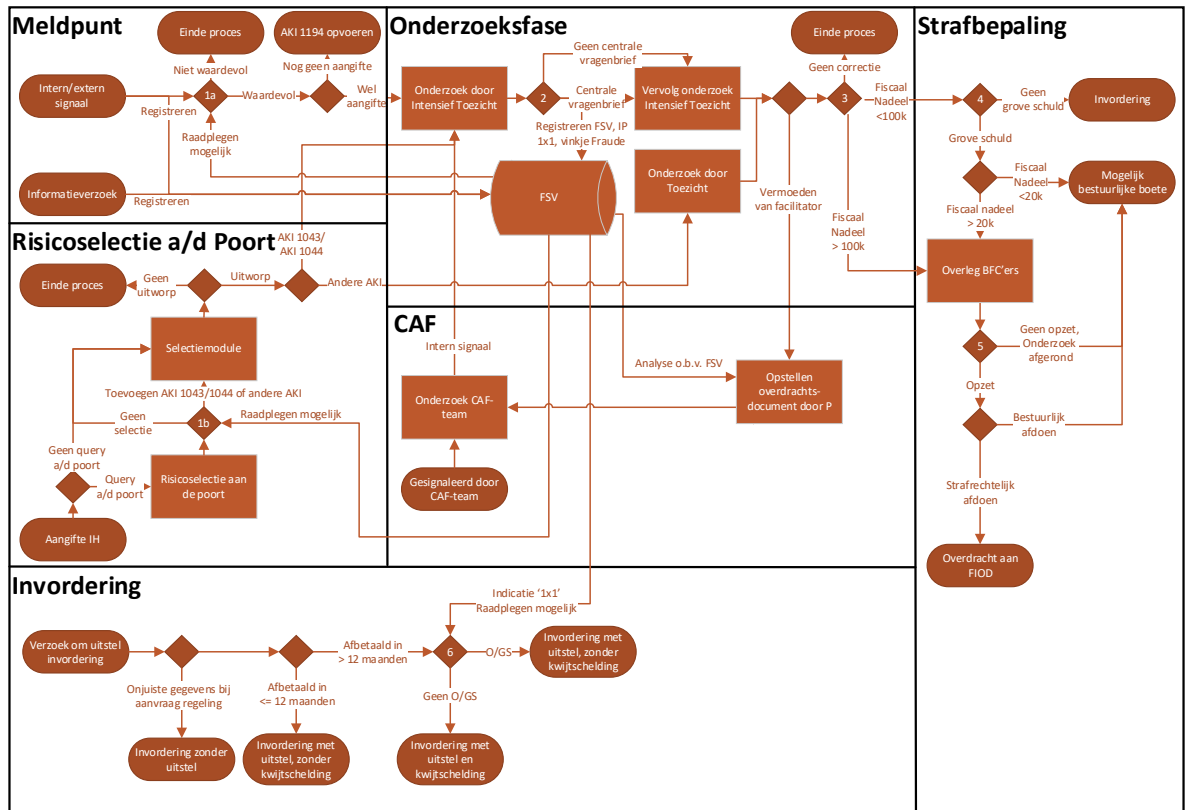 Meldpunt
Einde proces
AKI 1194 opvoeren
Niet waardevol
Nog geen aangifte
Intern/extern
signaal
1a
Waardevol
Wel
aangifte
Registreren
Raadplegen
mogelijk
Informatieverzoek
Registreren
Onderzoeksfase
Einde proces
Geen centrale
vragenbrief
Geen correctie
Onderzoek door
Intensief Toezicht
2
Centrale
vragenbrief
Vervolg onderzoek
Intensief Toezicht
3
Fiscaal
Nadeel
<100k
Registreren FSV, IP
1x1, vinkje Fraude
FSV
Onderzoek door
Toezicht
Vermoeden
van facilitator
Fiscaal
Nadeel
> 100k
Strafbepaling
4
Geen
grove schuld
Invordering
Grove schuld
Fiscaal
Nadeel
<20k
Mogelijk
bestuurlijke boete
Fiscaal nadeel
> 20k
Overleg BFC'ers
5
Geen opzet,
Onderzoek
afgerond
Opzet
Bestuurlijk
afdoen
Strafrechtelijk
afdoen
Overdracht aan
FIOD
Risicoselectie a/d Poort
AKI 1043/
AKI 1044
Einde proces
Geen
uitworp
Uitworp
Andere AKI
Selectiemodule
Toevoegen AKI 1043/1044 of andere AKI
Geen
selectie
1b
Raadplegen mogelijk
Geen query
a/d poort
Query
a/d poort
Risicoselectie aan
de poort
Aangifte IH
CAF
Intern signaal
Analyse o.b.v. FSV
Onderzoek CAF-
team
Opstellen
overdrachts-
document door P
Gesignaleerd door
CAF-team
Invordering
Indicatie ‘1x1’
Raadplegen mogelijk
Verzoek om uitstel
invordering
Afbetaald in
> 12 maanden
6
O/GS
Invordering met
uitstel, zonder
kwijtschelding
Onjuiste gegevens bij
aanvraag regeling
Afbetaald in
<= 12 maanden
Geen O/GS
Invordering zonder
uitstel
Invordering met
uitstel, zonder
kwijtschelding
Invordering met
uitstel en
kwijtschelding